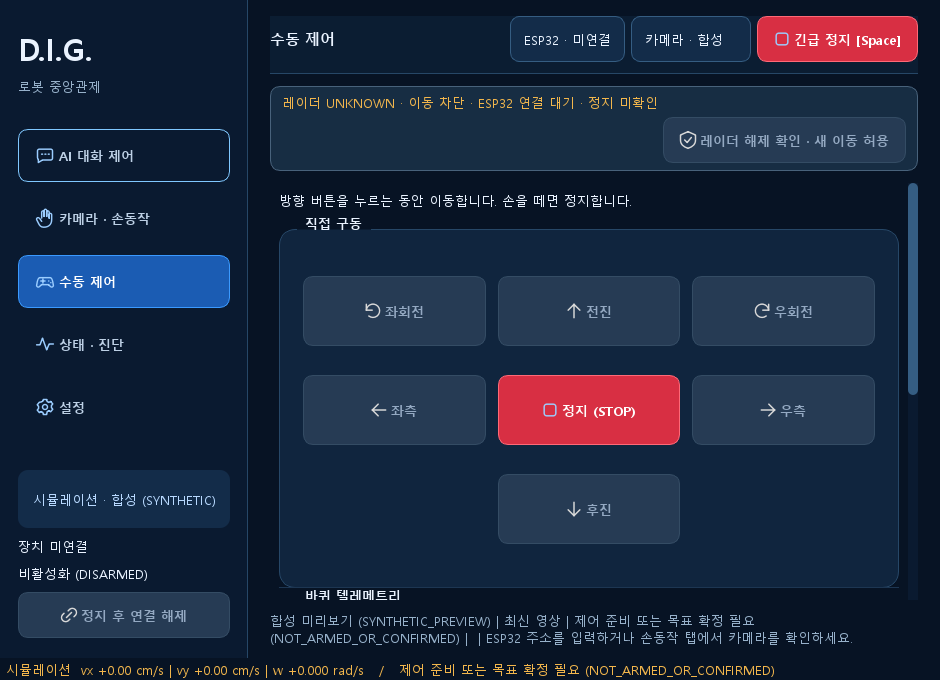 D.I.G.
로봇 중앙관제
AI 대화 제어
카메라 · 손동작
수동 제어
상태 · 진단
설정
시뮬레이션 · 합성 (SYNTHETIC)
장치 미연결
비활성화 (DISARMED)
정지 후 연결 해제
수동 제어
ESP32 · 미연결
카메라 · 합성
긴급 정지 [Space]
레이더 UNKNOWN · 이동 차단 · ESP32 연결 대기 · 정지 미확인
레이더 해제 확인 · 새 이동 허용
방향 버튼을 누르는 동안 이동합니다. 손을 떼면 정지합니다.
직접 구동
좌회전
전진
우회전
좌측
정지 (STOP)
우측
후진
바퀴 텔레메트리
합성 미리보기 (SYNTHETIC_PREVIEW) | 최신 영상 | 제어 준비 또는 목표 확정 필요
(NOT_ARMED_OR_CONFIRMED) | | ESP32 주소를 입력하거나 손동작 탭에서 카메라를 확인하세요.
시뮬레이션 vx +0.00 cm/s | vy +0.00 cm/s | w +0.000 rad/s / 제어 준비 또는 목표 확정 필요 (NOT_ARMED_OR_CONFIRMED)